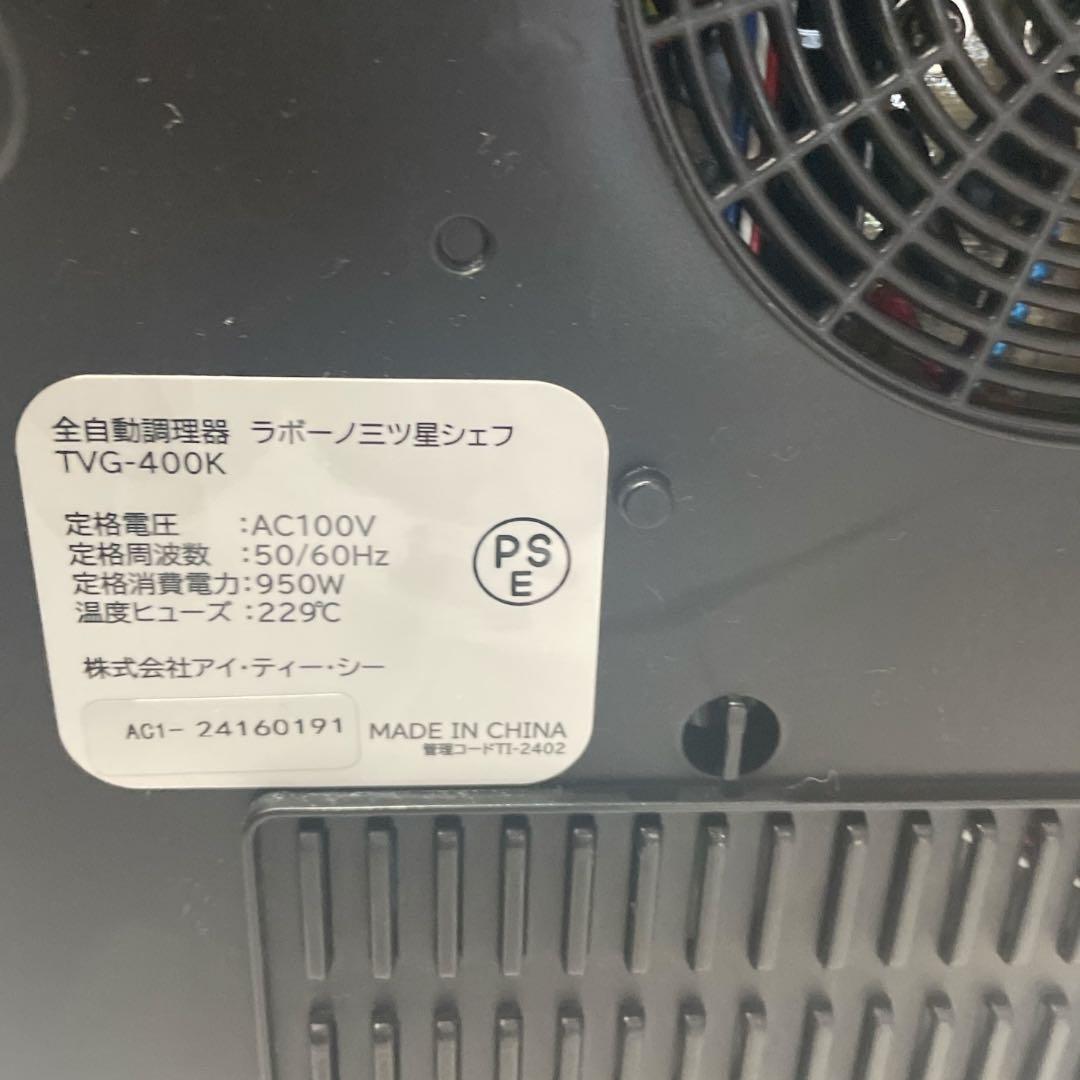 全自動調理器 ラボーノ三ツ星シェフ
TVG-400K
定格電圧 :AC100V
定格周波数 :50/60Hz
定格消費電力:950W
温度ヒューズ :229℃
PS
E
株式会社アイ・ティー・シー
AC1- 24160191
MADE IN CHINA
管理コードTI-2402